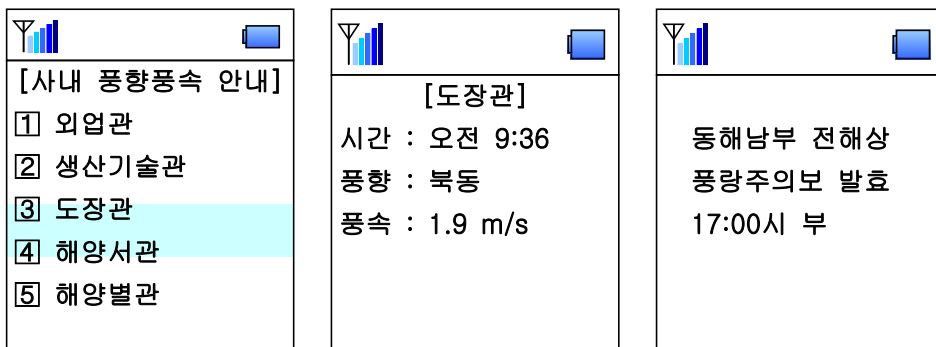 [사내 풍향풍속 안내]
1 외업관
2 생산기술관
3 도장관
4 해양서관
5 해양별관
[도장관]
시간 : 오전 9:36
풍향 : 북동
풍속 : 1.9 m/s
동해남부 전해상
풍랑주의보 발효
17:00시 부